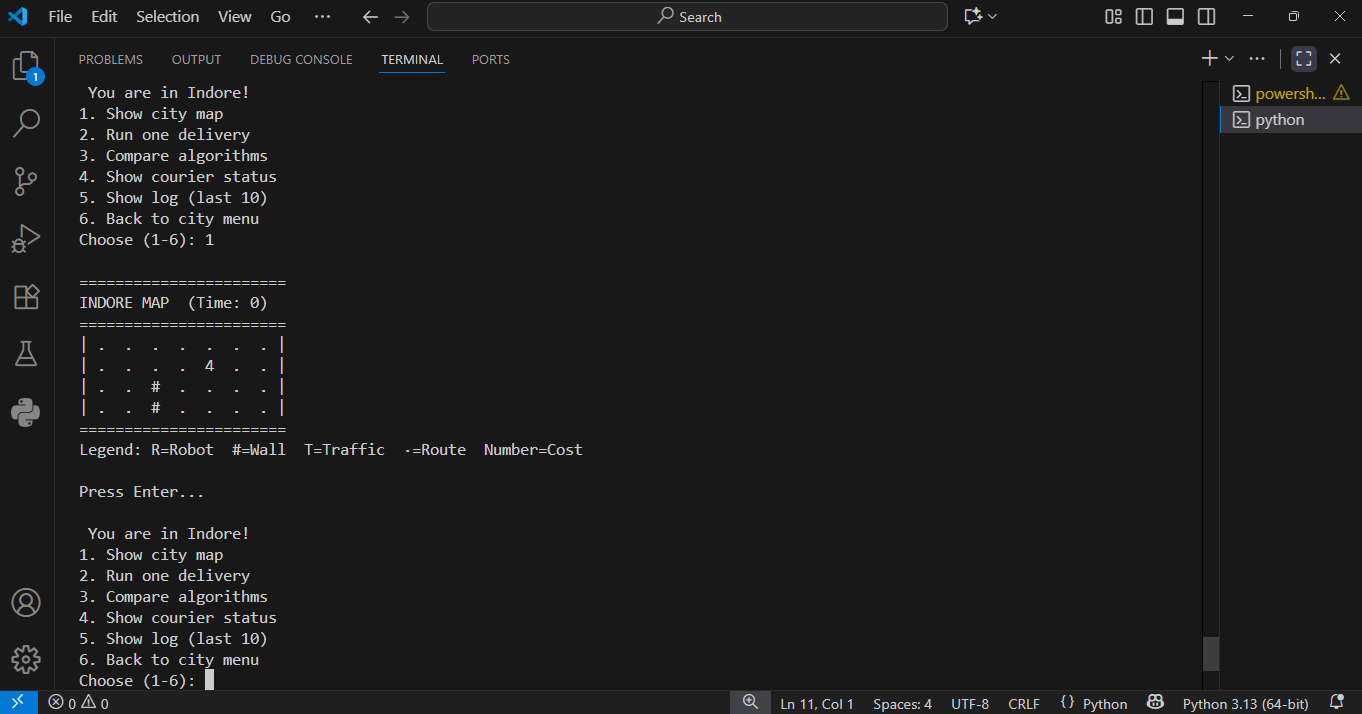 File Edit Selection View Go ··· Search
PROBLEMS OUTPUT DEBUG CONSOLE TERMINAL PORTS
1
powersh...
python
You are in Indore!
1. Show city map
2. Run one delivery
3. Compare algorithms
4. Show courier status
5. Show log (last 10)
6. Back to city menu
Choose (1-6): 1
=======================
INDORE MAP  (Time: 0)
=======================
| .  .  .  .  .  .  . |
| .  .  .  .  4  .  . |
| .  .  #  .  .  .  . |
| .  .  #  .  .  .  . |
=======================
Legend: R=Robot  #=Wall  T=Traffic  ·=Route  Number=Cost
Press Enter...
You are in Indore!
1. Show city map
2. Run one delivery
3. Compare algorithms
4. Show courier status
5. Show log (last 10)
6. Back to city menu
Choose (1-6):
0 0 Ln 11, Col 1 Spaces: 4 UTF-8 CRLF {} Python Python 3.13 (64-bit)